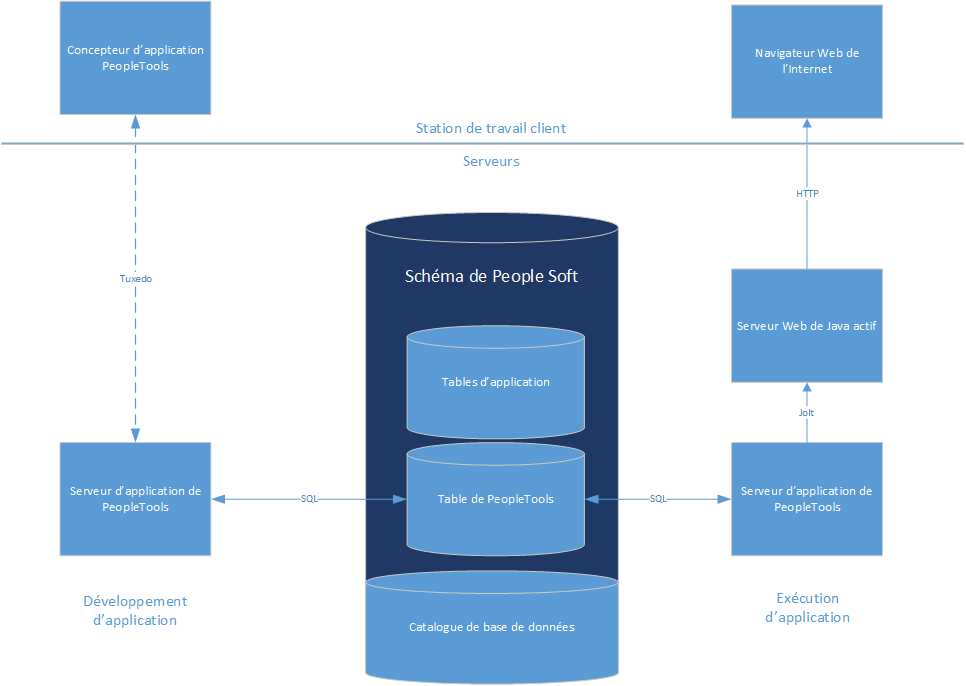 Concepteur d’application
PeopleTools
Navigateur Web de
l’Internet
Station de travail client
Serveurs
HTTP
Tuxedo
Schéma de People Soft
Serveur Web de Java actif
Tables d’application
Jolt
Serveur d’application de
PeopleTools
SQL
Table de PeopleTools
SQL
Serveur d’application de
PeopleTools
Développement
d’application
Catalogue de base de données
Exécution
d’application